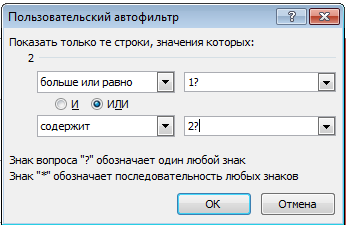 Пользовательский автофильтр
Показать только те строки, значения которых:
2
больше или равно 1?
И ИЛИ
содержит 2?
Знак вопроса "?" обозначает один любой знак
Знак "*" обозначает последовательность любых знаков
ОК Отмена